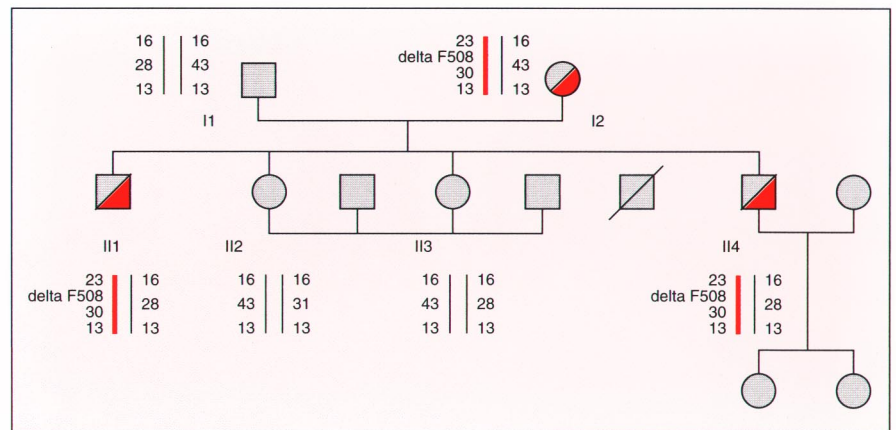 16 16
28 43
13 13
I1
23 16
delta F508
43
30
13 13
I2
II1
23 16
delta F508
28
30
13 13
II2
16 16
43 31
13 13
II3
16 16
43 28
13 13
II4
23 16
delta F508
28
30
13 13